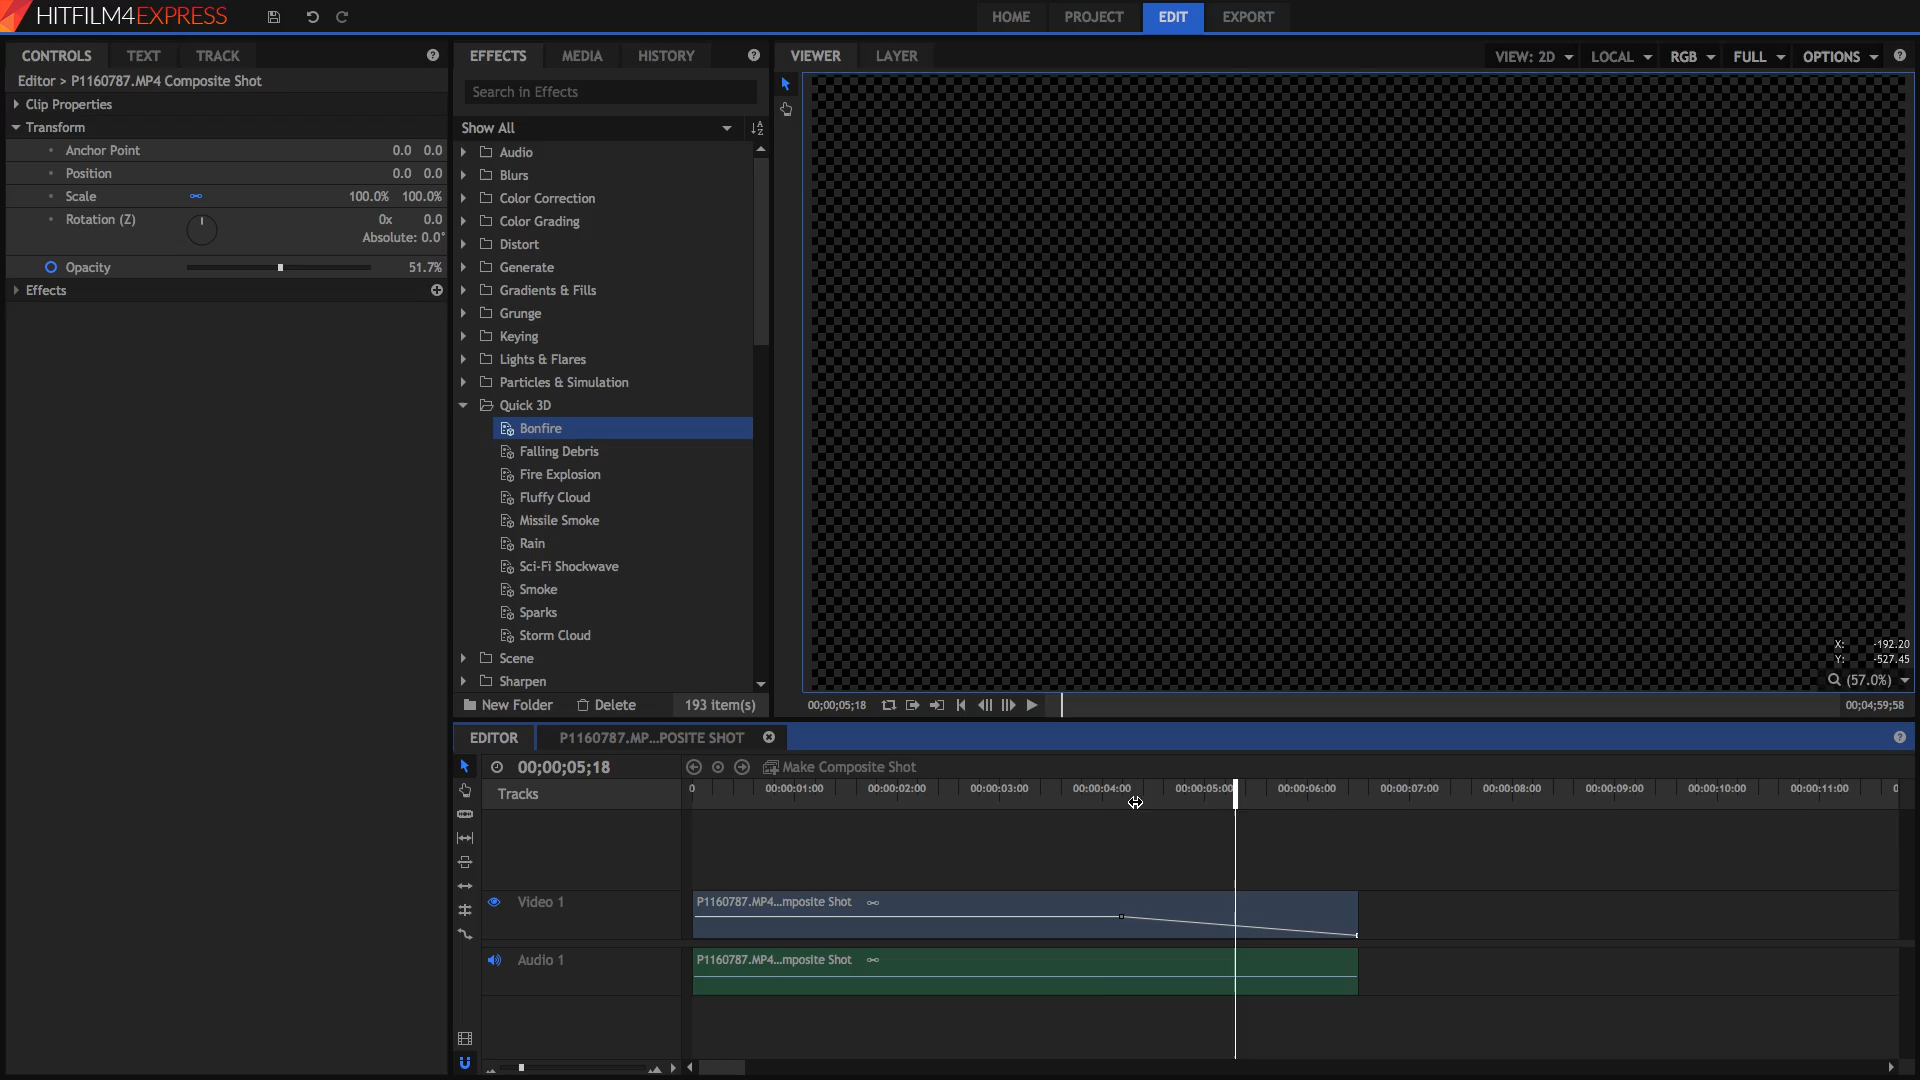 HITFILM4EXPRESS
HOME PROJECT EDIT EXPORT
CONTROLS TEXT TRACK
Editor > P1160787.MP4 Composite Shot
Clip Properties
Transform
Anchor Point 0.0 0.0
Position 0.0 0.0
Scale 100.0% 100.0%
Rotation (Z) 0x 0.0
Absolute: 0.0°
Opacity 51.7%
Effects
EFFECTS MEDIA HISTORY
Search in Effects
Show All
Audio
Blurs
Color Correction
Color Grading
Distort
Generate
Gradients & Fills
Grunge
Keying
Lights & Flares
Particles & Simulation
Quick 3D
Bonfire
Falling Debris
Fire Explosion
Fluffy Cloud
Missile Smoke
Rain
Sci-Fi Shockwave
Smoke
Sparks
Storm Cloud
Scene
Sharpen
New Folder Delete 193 item(s)
VIEWER LAYER
VIEW: 2D LOCAL RGB FULL OPTIONS
X: -192.20
Y: -527.45
(57.0%)
00;00;05;18 00;04;59;58
EDITOR P1160787.MP...POSITE SHOT
00;00;05;18 Make Composite Shot
Tracks
0 00:00:01:00 00:00:02:00 00:00:03:00 00:00:04:00 00:00:05:00 00:00:06:00 00:00:07:00 00:00:08:00 00:00:09:00 00:00:10:00 00:00:11:00 0
Video 1 P1160787.MP4...mposite Shot
Audio 1 P1160787.MP4...mposite Shot